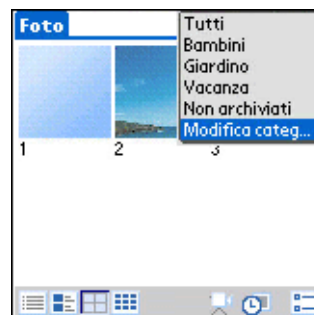 Foto
Tutti
Bambini
Giardino
Vacanza
Non archiviati
Modifica categ...
1 2 3